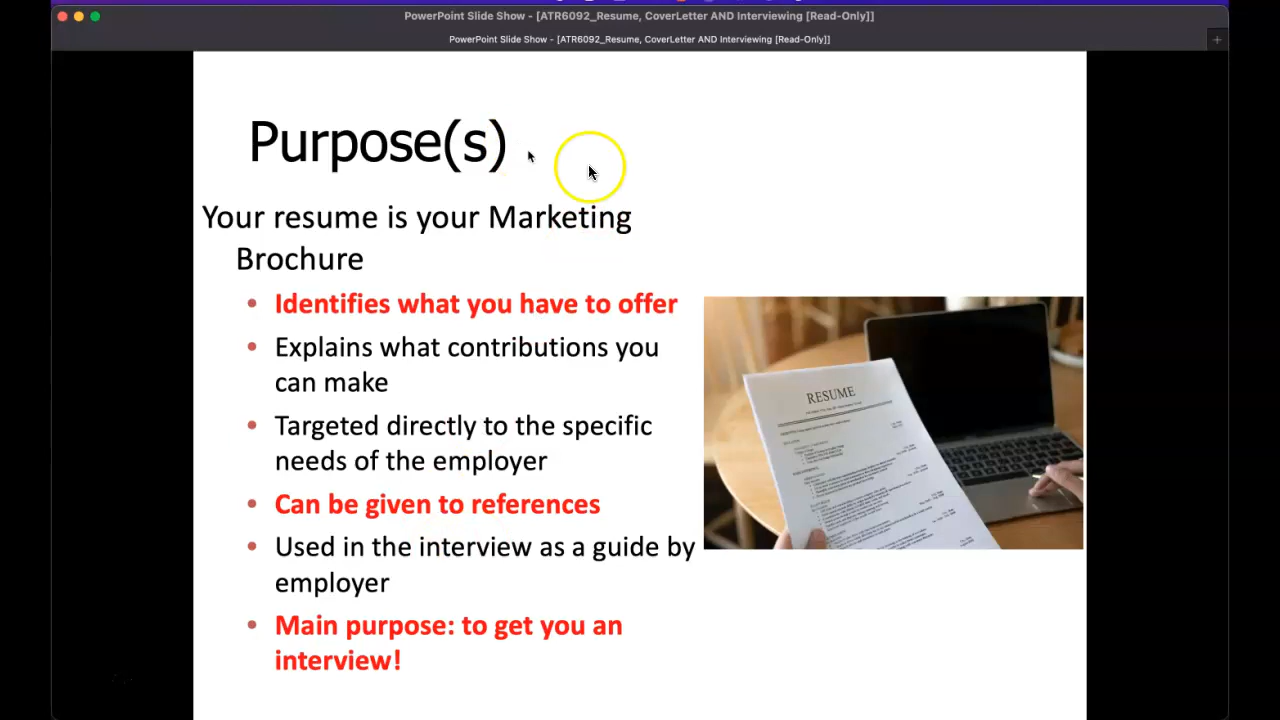 PowerPoint Slide Show - [ATR6092_Resume, CoverLetter AND Interviewing [Read-Only]]
PowerPoint Slide Show - [ATR6092_Resume, CoverLetter AND Interviewing [Read-Only]]
Purpose(s)
Your resume is your Marketing
Brochure
• Identifies what you have to offer
• Explains what contributions you
can make
• Targeted directly to the specific
needs of the employer
• Can be given to references
• Used in the interview as a guide by
employer
• Main purpose: to get you an
interview!
RESUME